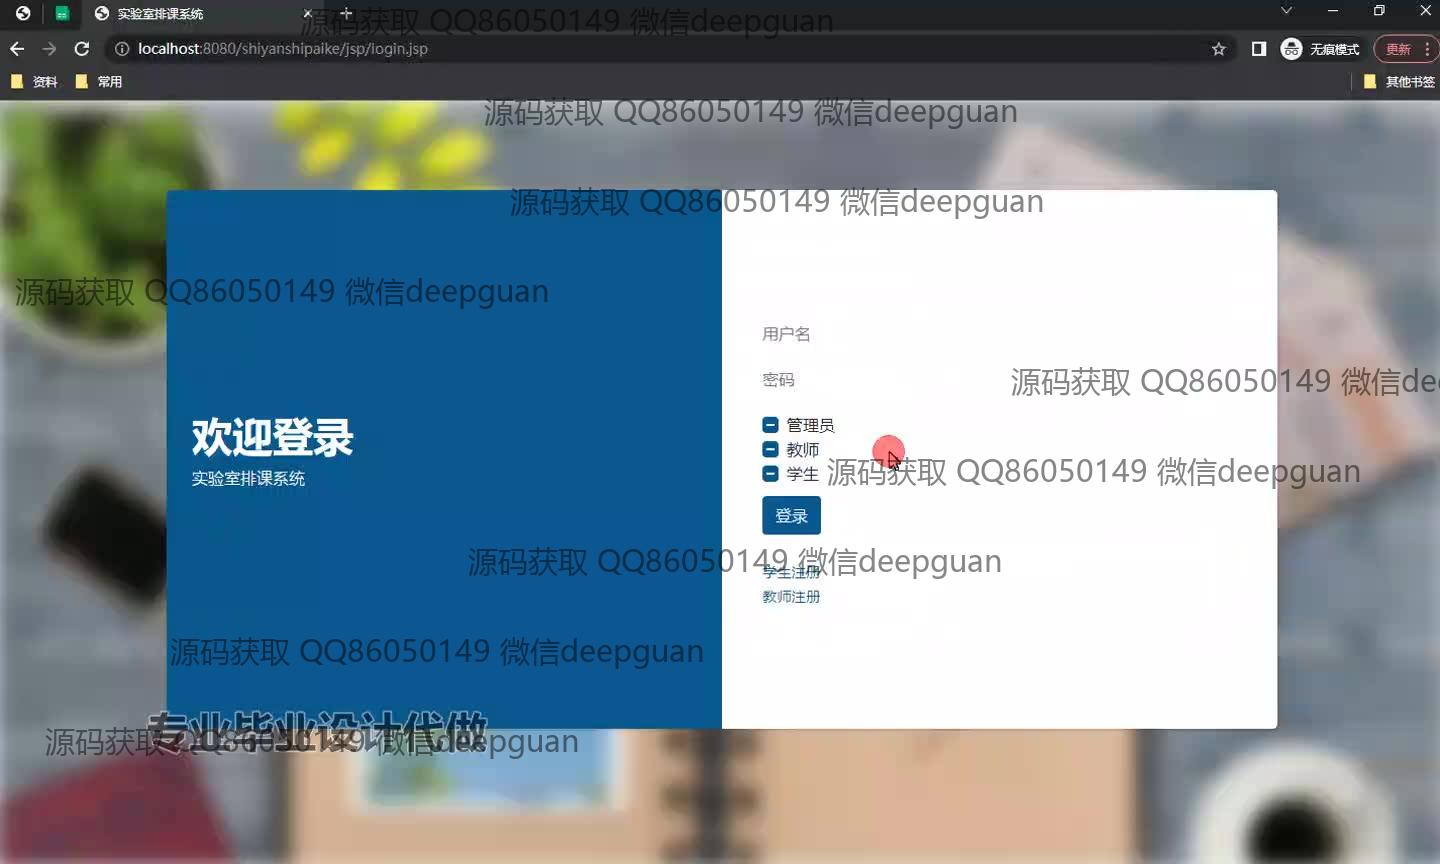 实验室排课系统
源码获取 QQ86050149 微信deepguan
localhost:8080/shiyanshipaike/jsp/login.jsp
无痕模式
更新
资料
常用
其他书签
源码获取 QQ86050149 微信deepguan
源码获取 QQ86050149 微信deepguan
源码获取 QQ86050149 微信deepguan
用户名
密码
源码获取 QQ86050149 微信de
管理员
欢迎登录
教师
学生
源码获取 QQ86050149 微信deepguan
实验室排课系统
登录
源码获取 QQ86050149 微信deepguan
学生注册
教师注册
源码获取 QQ86050149 微信deepguan
专业毕业设计代做
源码获取 QQ86050149 微信deepguan